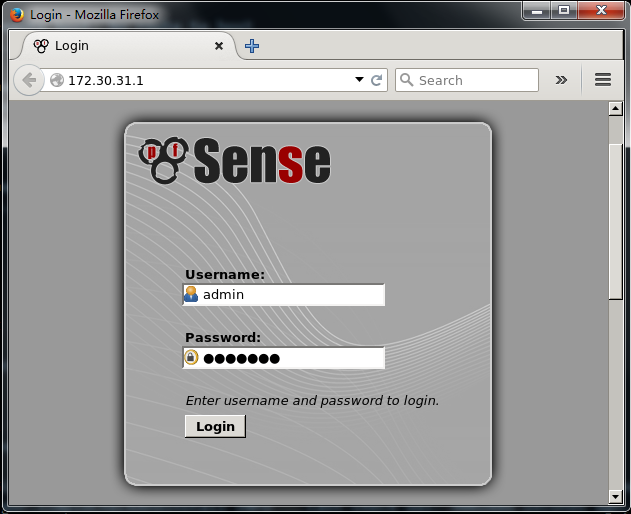 Login - Mozilla Firefox
Login
172.30.31.1
Search
pf Sense
Username:
admin
Password:
●●●●●●●
Enter username and password to login.
Login